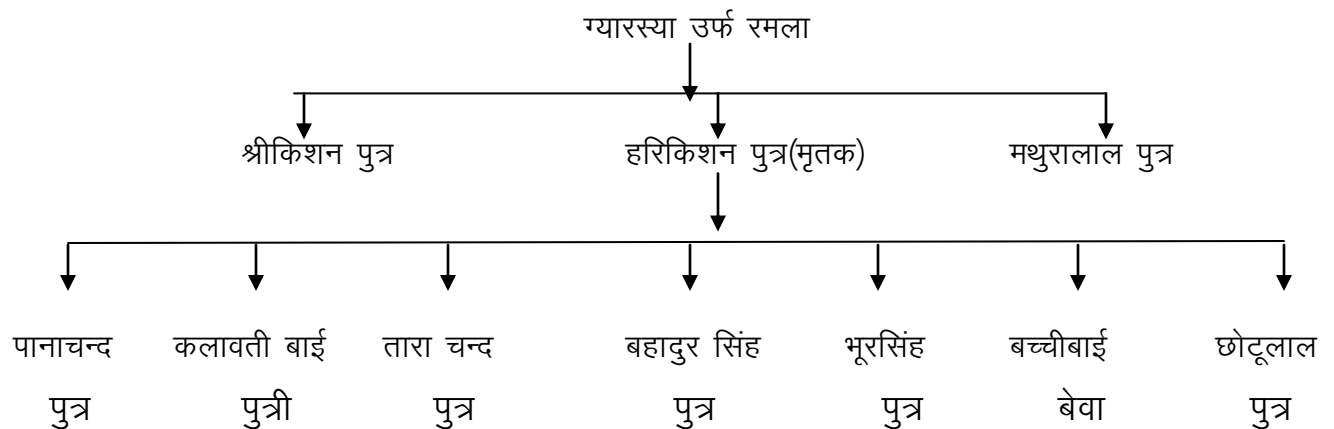 ग्यारस्या उर्फ रमला
श्रीकिशन पुत्र हरिकिशन पुत्र(मृतक) मथुरालाल पुत्र
पानाचन्द कलावती बाई तारा चन्द बहादुर सिंह भूरसिंह बच्चीबाई छोटूलाल
पुत्र पुत्री पुत्र पुत्र पुत्र बेवा पुत्र